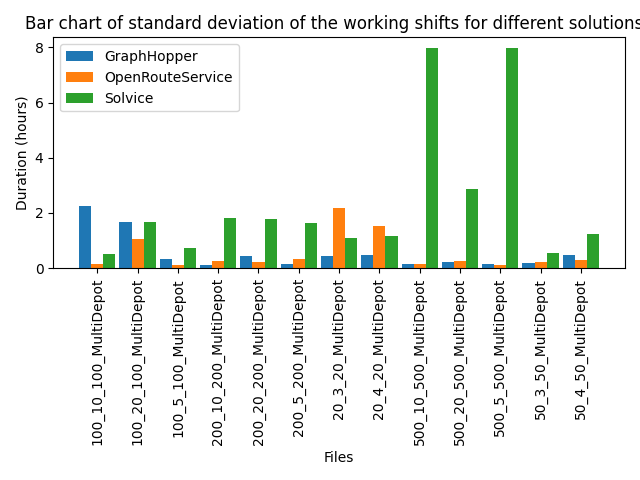 Bar chart of standard deviation of the working shifts for different solutions
GraphHopper
OpenRouteService
Solvice
Duration (hours)
8
6
4
2
0
100_10_100_MultiDepot
100_20_100_MultiDepot
100_5_100_MultiDepot
200_10_200_MultiDepot
200_20_200_MultiDepot
200_5_200_MultiDepot
20_3_20_MultiDepot
20_4_20_MultiDepot
500_10_500_MultiDepot
500_20_500_MultiDepot
500_5_500_MultiDepot
50_3_50_MultiDepot
50_4_50_MultiDepot
Files